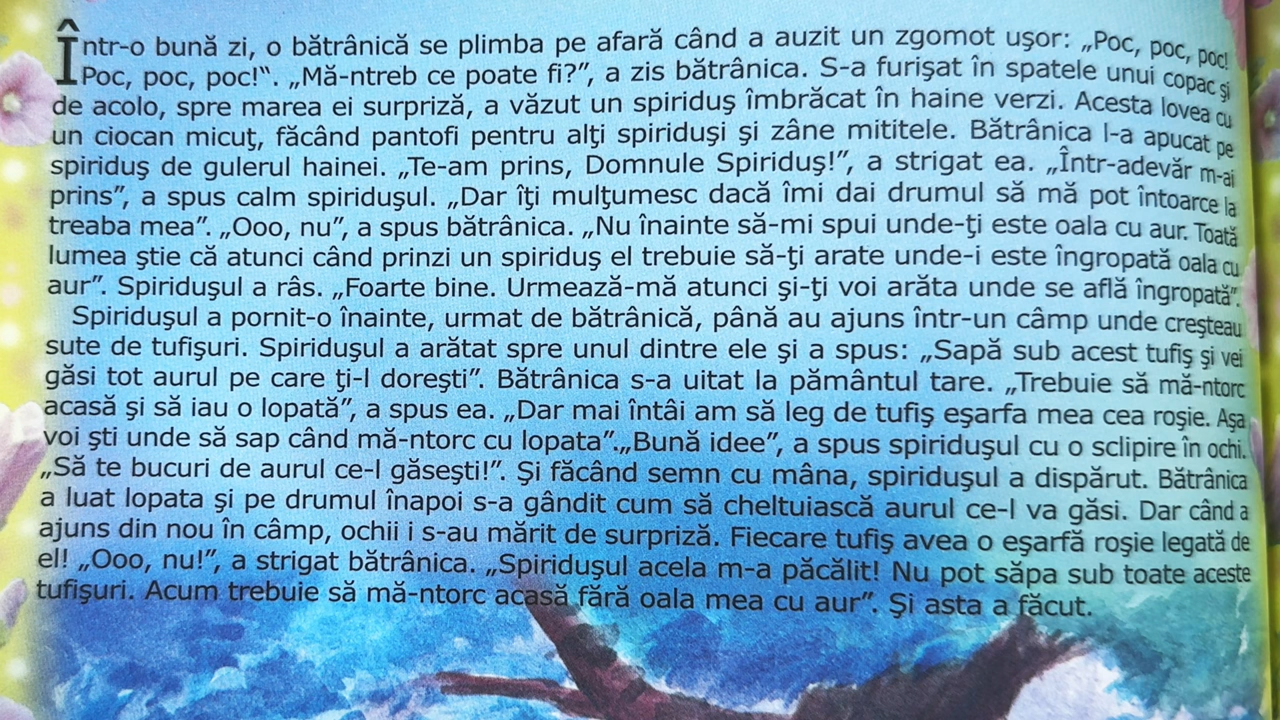 Într-o bună zi, o bătrânică se plimba pe afară când a auzit un zgomot uşor: „Poc, poc, poc!
Poc, poc, poc!“. „Mă-ntreb ce poate fi?”, a zis bătrânica. S-a furişat în spatele unui copac şi
de acolo, spre marea ei surpriză, a văzut un spiriduş îmbrăcat în haine verzi. Acesta lovea cu
un ciocan micuţ, făcând pantofi pentru alţi spiriduşi şi zâne mititele. Bătrânica l-a apucat pe
spiriduş de gulerul hainei. „Te-am prins, Domnule Spiriduş!”, a strigat ea. „Într-adevăr m-ai
prins”, a spus calm spiriduşul. „Dar îţi mulţumesc dacă îmi dai drumul să mă pot întoarce la
treaba mea”. „Ooo, nu”, a spus bătrânica. „Nu înainte să-mi spui unde-ţi este oala cu aur. Toată
lumea ştie că atunci când prinzi un spiriduş el trebuie să-ţi arate unde-i este îngropată oala cu
aur”. Spiriduşul a râs. „Foarte bine. Urmează-mă atunci şi-ţi voi arăta unde se află îngropată”.
Spiriduşul a pornit-o înainte, urmat de bătrânică, până au ajuns într-un câmp unde creşteau
sute de tufişuri. Spiriduşul a arătat spre unul dintre ele şi a spus: „Sapă sub acest tufiş şi vei
găsi tot aurul pe care ţi-l doreşti”. Bătrânica s-a uitat la pământul tare. „Trebuie să mă-ntorc
acasă şi să iau o lopată”, a spus ea. „Dar mai întâi am să leg de tufiş eşarfa mea cea roşie. Aşa
voi şti unde să sap când mă-ntorc cu lopata”.„Bună idee”, a spus spiriduşul cu o sclipire în ochi.
„Să te bucuri de aurul ce-l găseşti!”. Şi făcând semn cu mâna, spiriduşul a dispărut. Bătrânica
a luat lopata şi pe drumul înapoi s-a gândit cum să cheltuiască aurul ce-l va găsi. Dar când a
ajuns din nou în câmp, ochii i s-au mărit de surpriză. Fiecare tufiş avea o eşarfă roşie legată de
el! „Ooo, nu!”, a strigat bătrânica. „Spiriduşul acela m-a păcălit! Nu pot săpa sub toate aceste
tufişuri. Acum trebuie să mă-ntorc acasă fără oala mea cu aur”. Şi asta a făcut.